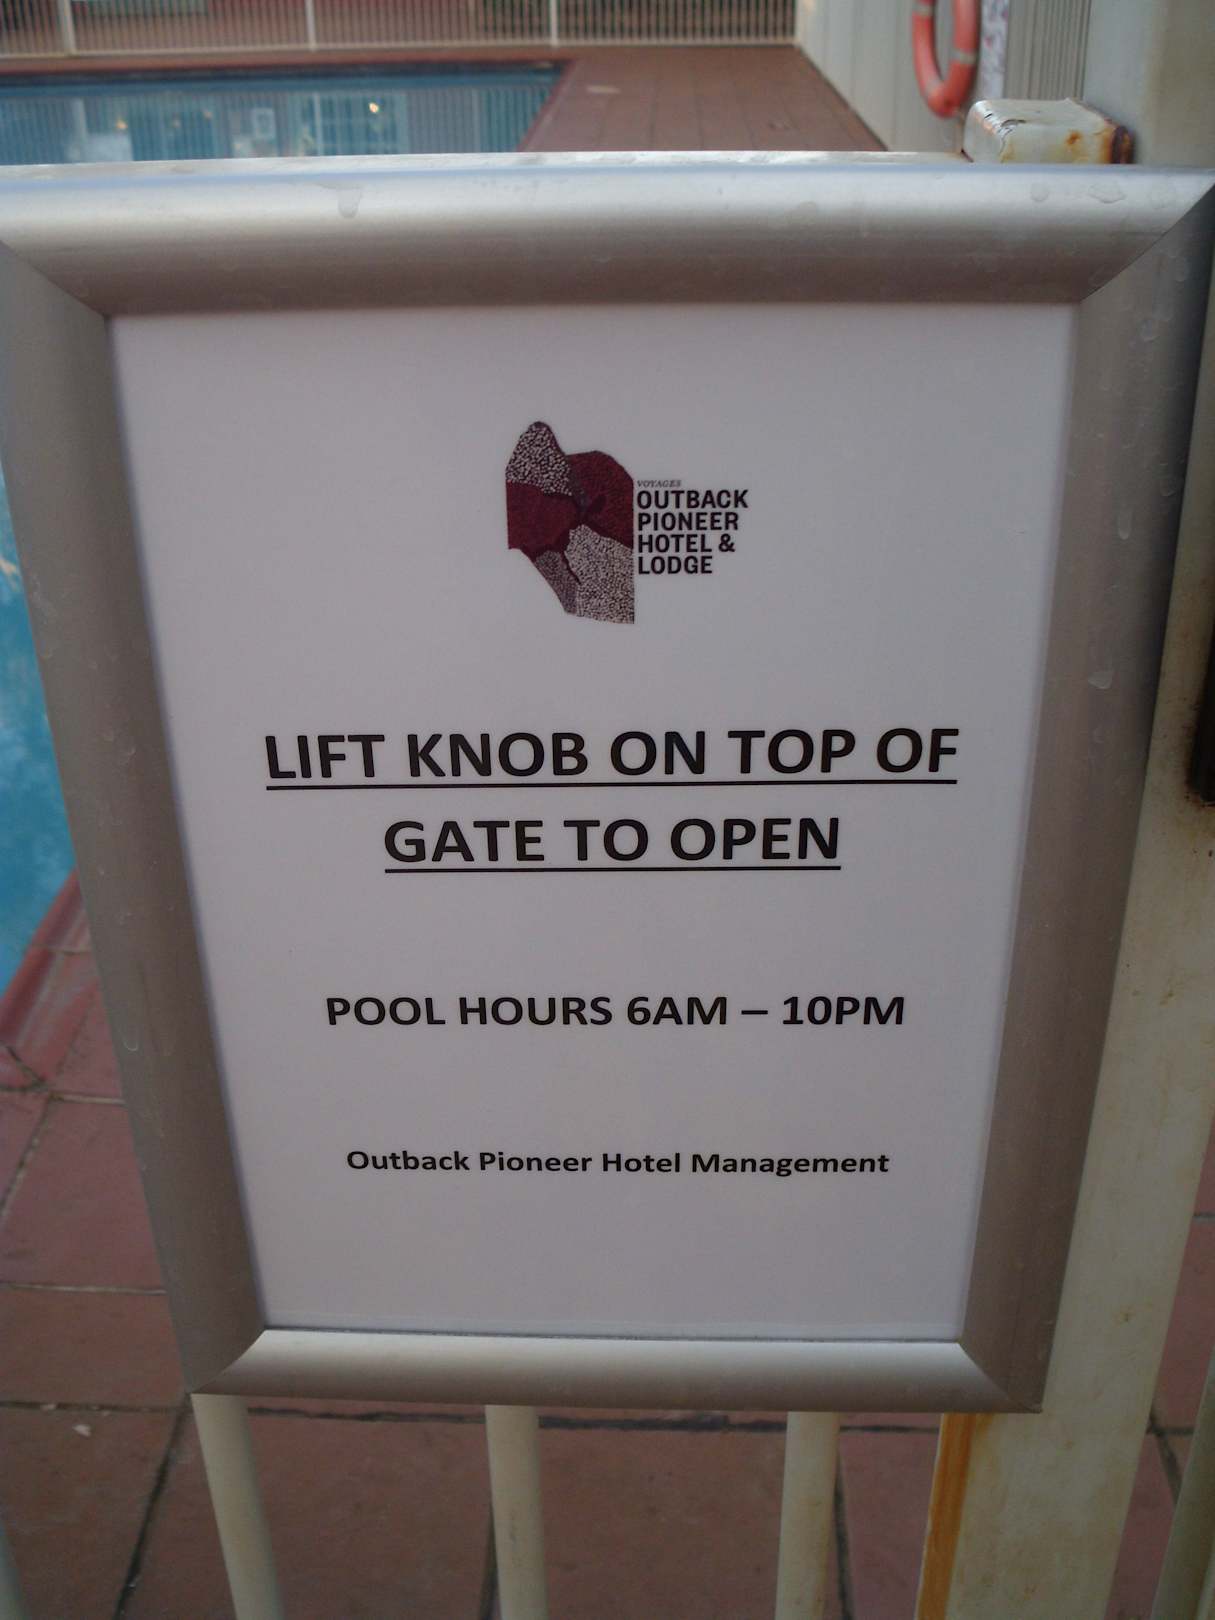 VOYAGES
OUTBACK
PIONEER
HOTEL &
LODGE
LIFT KNOB ON TOP OF
GATE TO OPEN
POOL HOURS 6AM – 10PM
Outback Pioneer Hotel Management